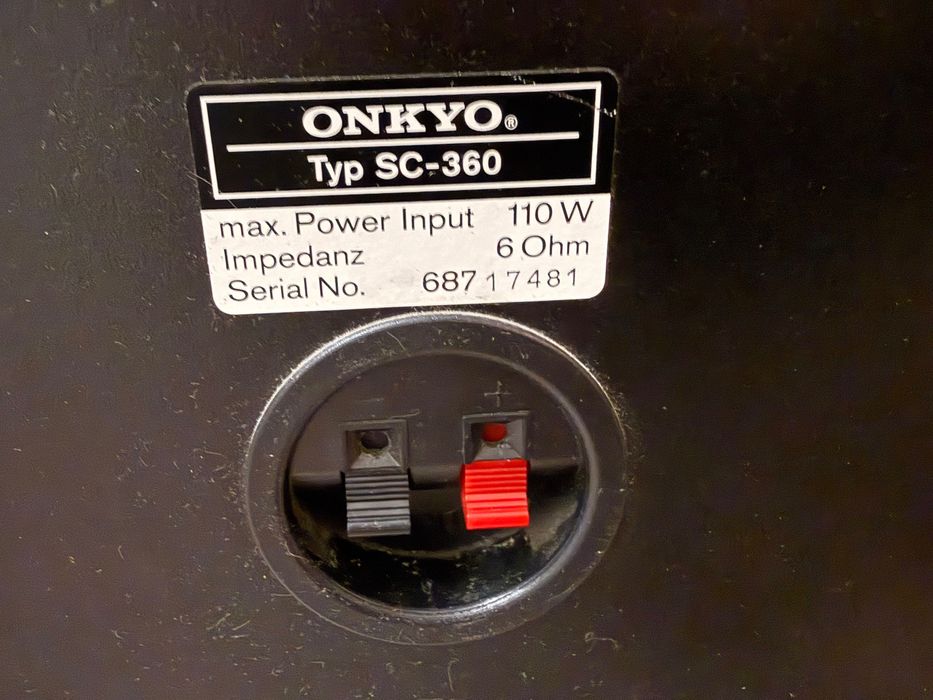 ONKYO®
Typ SC-360
max. Power Input 110 W
Impedanz 6 Ohm
Serial No. 68717481
- +